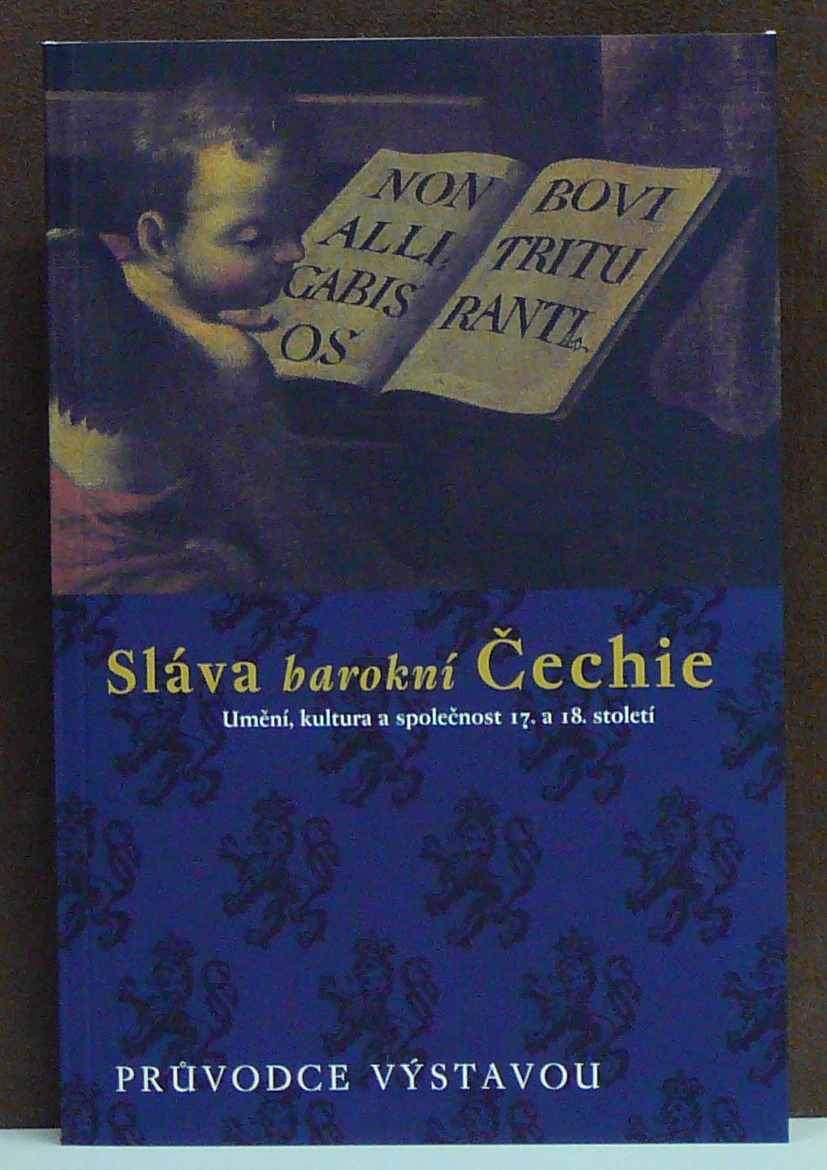 NON
ALLI,
GABIS
OS
BOVI
TRITU
RANTI.
Sláva barokní Čechie
Umění, kultura a společnost 17. a 18. století
PRŮVODCE VÝSTAVOU